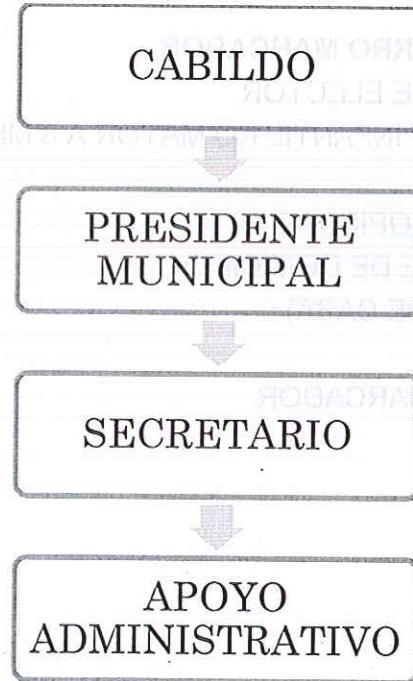 CABILDO
PRESIDENTE
MUNICIPAL
SECRETARIO
APOYO
ADMINISTRATIVO